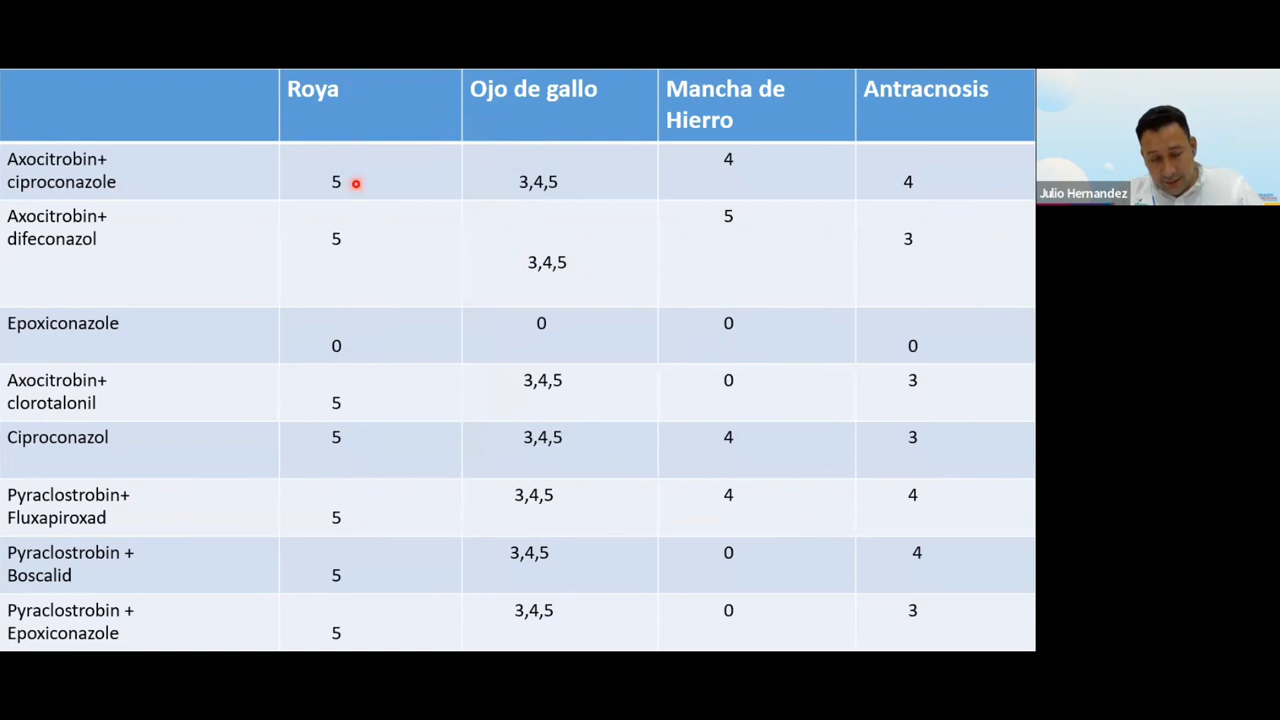 Roya
Ojo de gallo
Mancha de
Hierro
Antracnosis
Axocitrobin+
ciproconazole
5
3,4,5
4
4
Axocitrobin+
difeconazol
5
3,4,5
5
3
Epoxiconazole
0
0
0
0
Axocitrobin+
clorotalonil
5
3,4,5
0
3
Ciproconazol
5
3,4,5
4
3
Pyraclostrobin+
Fluxapiroxad
5
3,4,5
4
4
Pyraclostrobin +
Boscalid
5
3,4,5
0
4
Pyraclostrobin +
Epoxiconazole
5
3,4,5
0
3
Julio Hernandez